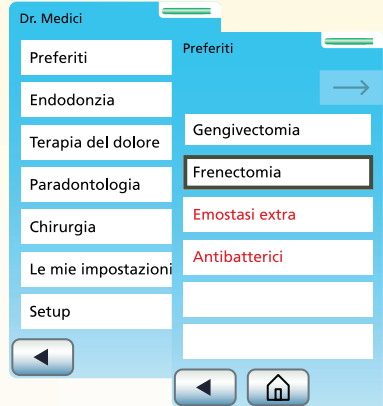 Dr. Medici
Preferiti
Endodonzia
Terapia del dolore
Paradontologia
Chirurgia
Le mie impostazioni
Setup
Preferiti
Gengivectomia
Frenectomia
Emostasi extra
Antibatterici